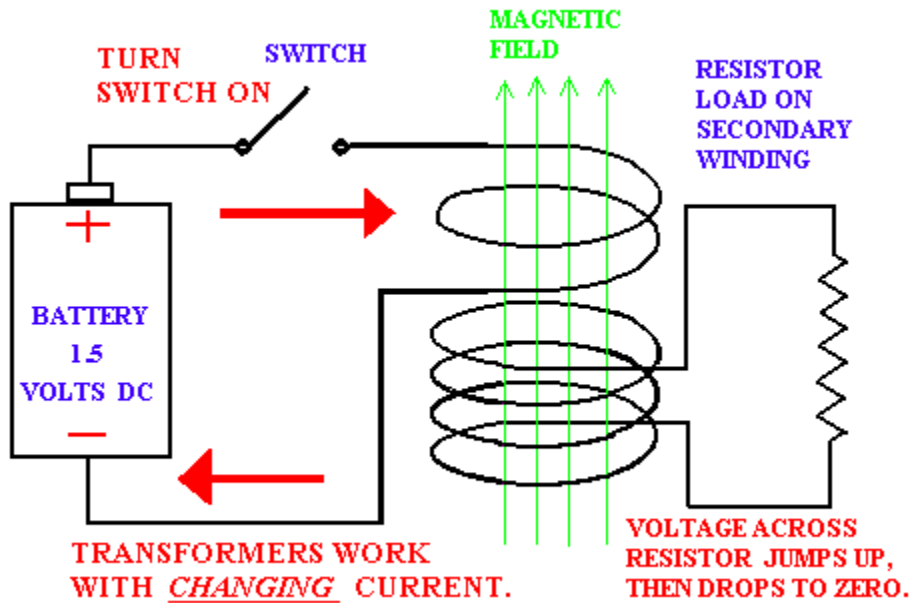 MAGNETIC
FIELD
TURN
SWITCH ON
SWITCH
RESISTOR
LOAD ON
SECONDARY
WINDING
+
BATTERY
1.5
VOLTS DC
−
TRANSFORMERS WORK
WITH CHANGING CURRENT.
VOLTAGE ACROSS
RESISTOR JUMPS UP,
THEN DROPS TO ZERO.